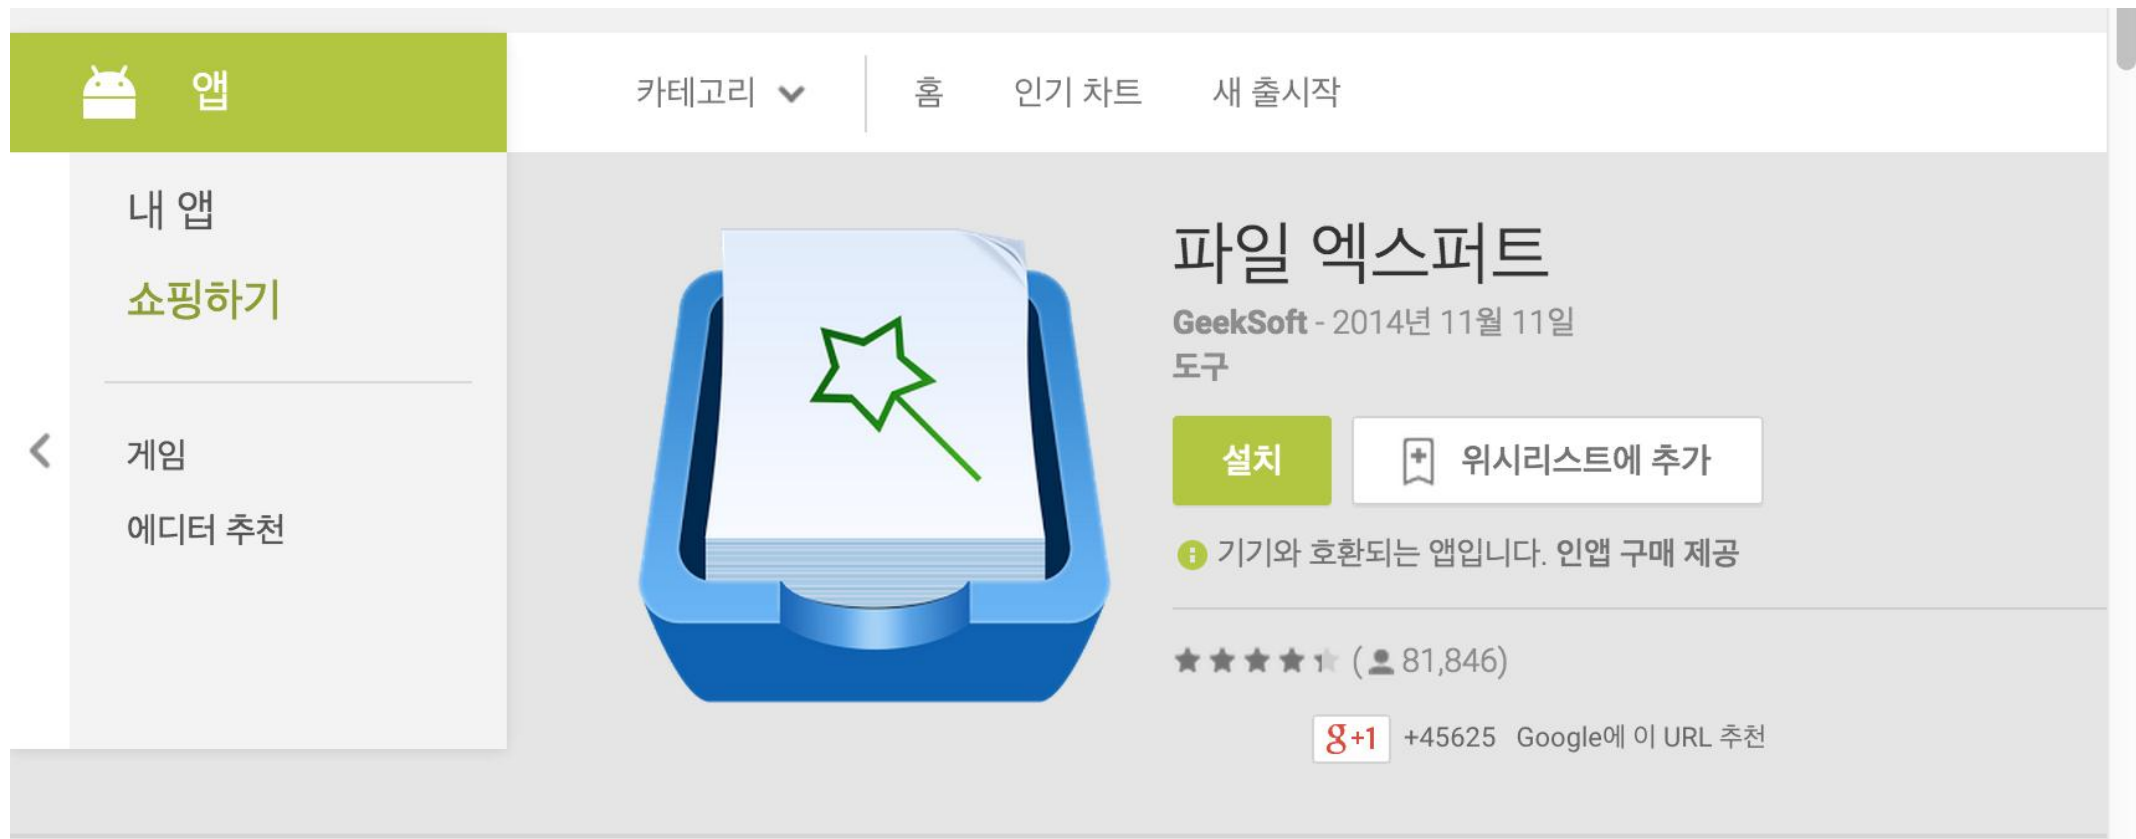 앱
카테고리 홈 인기 차트 새 출시작
내 앱
쇼핑하기
게임
에디터 추천
파일 엑스퍼트
GeekSoft - 2014년 11월 11일
도구
설치 위시리스트에 추가
기기와 호환되는 앱입니다. 인앱 구매 제공
(81,846)
g+1 +45625 Google에 이 URL 추천